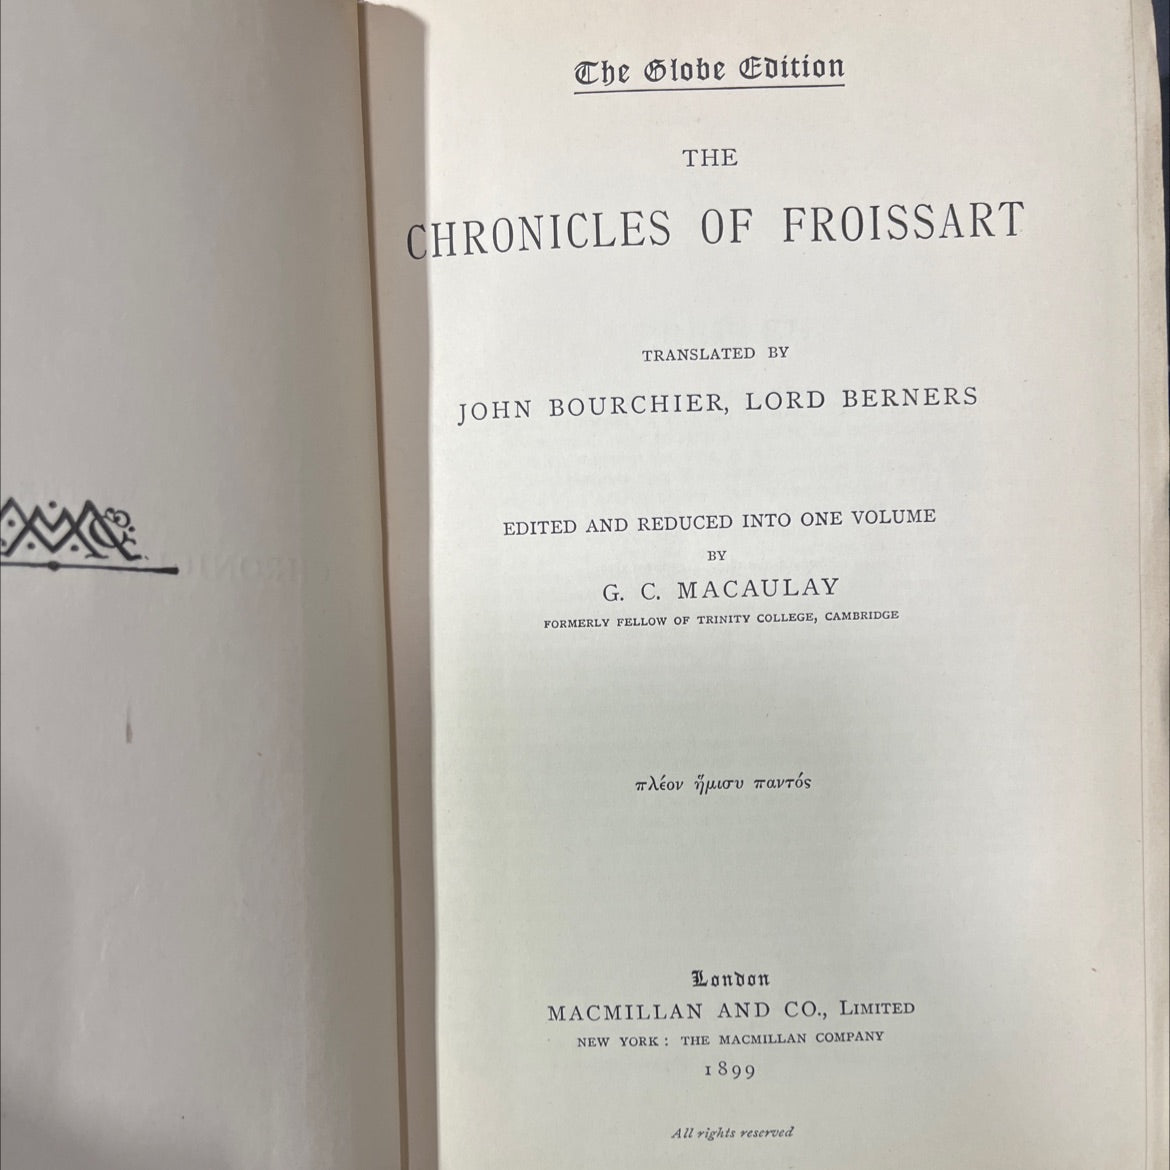 The Globe Edition
THE
CHRONICLES OF FROISSART
TRANSLATED BY
JOHN BOURCHIER, LORD BERNERS
EDITED AND REDUCED INTO ONE VOLUME
BY
G. C. MACAULAY
FORMERLY FELLOW OF TRINITY COLLEGE, CAMBRIDGE
πλέον ἥμισυ παντός
London
MACMILLAN AND CO., LIMITED
NEW YORK: THE MACMILLAN COMPANY
1899
All rights reserved